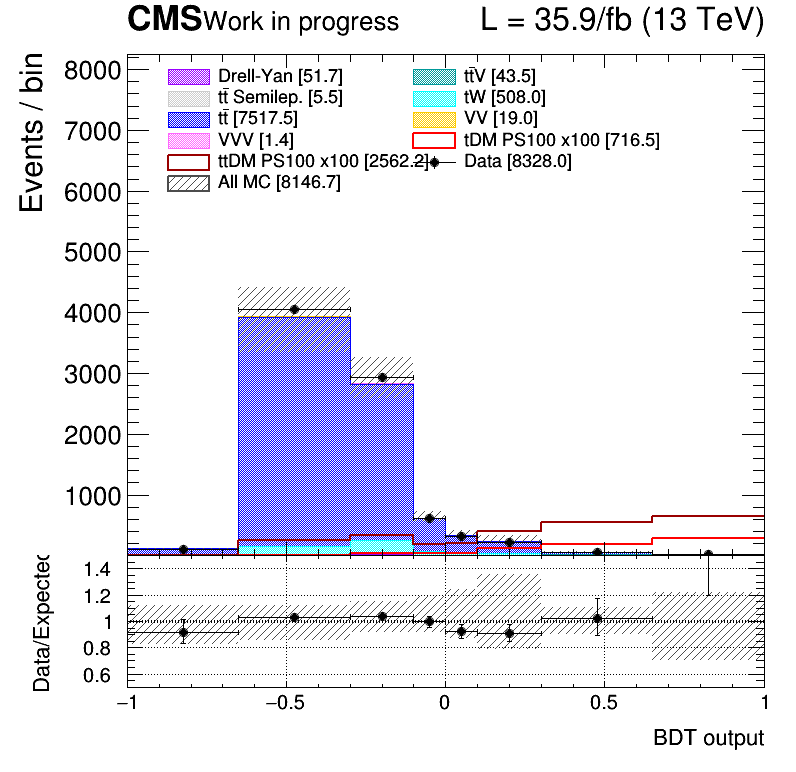 CMS Work in progress L = 35.9/fb (13 TeV)
Events / bin
8000
7000
6000
5000
4000
3000
2000
1000
Drell-Yan [51.7]
tt̄V [43.5]
tt̄ Semilep. [5.5]
tW [508.0]
tt̄ [7517.5]
VV [19.0]
VVV [1.4]
tDM PS100 x100 [716.5]
ttDM PS100 x100 [2562.2]
Data [8328.0]
All MC [8146.7]
Data/Expected
1.4
1.2
1
0.8
0.6
−1 −0.5 0 0.5 1
BDT output